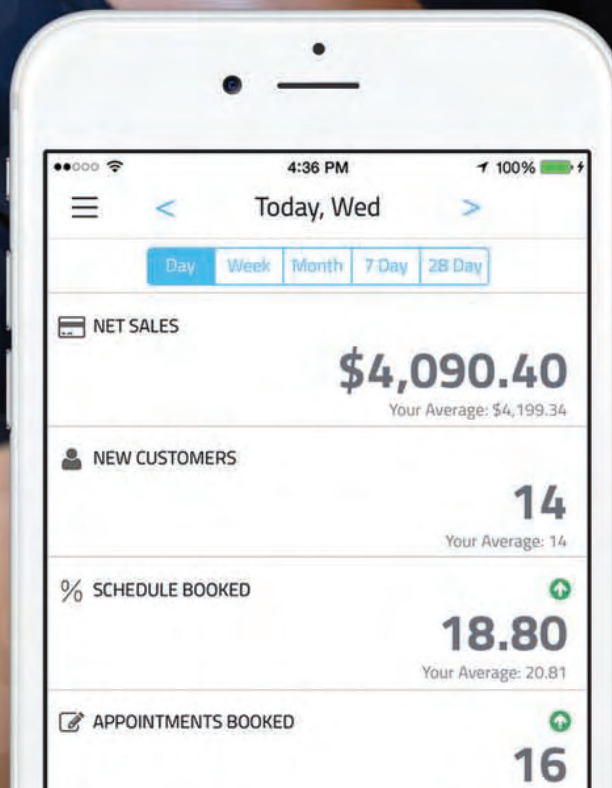 4:36 PM
100%
Today, Wed
Day Week Month 7 Day 28 Day
NET SALES
$4,090.40
Your Average: $4,199.34
NEW CUSTOMERS
14
Your Average: 14
% SCHEDULE BOOKED
18.80
Your Average: 20.81
APPOINTMENTS BOOKED
16